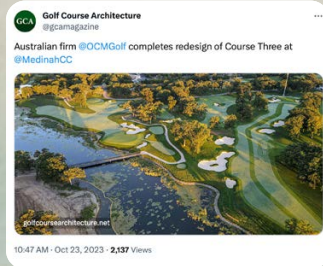 GCA
Golf Course Architecture
@gcamagazine
Australian firm @OCMGolf completes redesign of Course Three at
@MedinahCC
golfcoursearchitecture.net
10:47 AM · Oct 23, 2023 · 2,137 Views